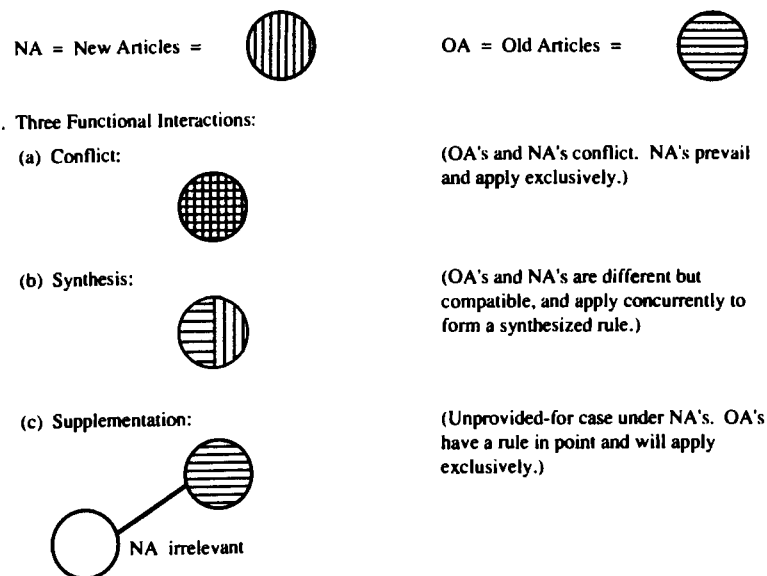 NA = New Articles =
OA = Old Articles =
. Three Functional Interactions:
(a) Conflict:
(OA's and NA's conflict. NA's prevail
and apply exclusively.)
(b) Synthesis:
(OA's and NA's are different but
compatible, and apply concurrently to
form a synthesized rule.)
(c) Supplementation:
(Unprovided-for case under NA's. OA's
have a rule in point and will apply
exclusively.)
NA irrelevant